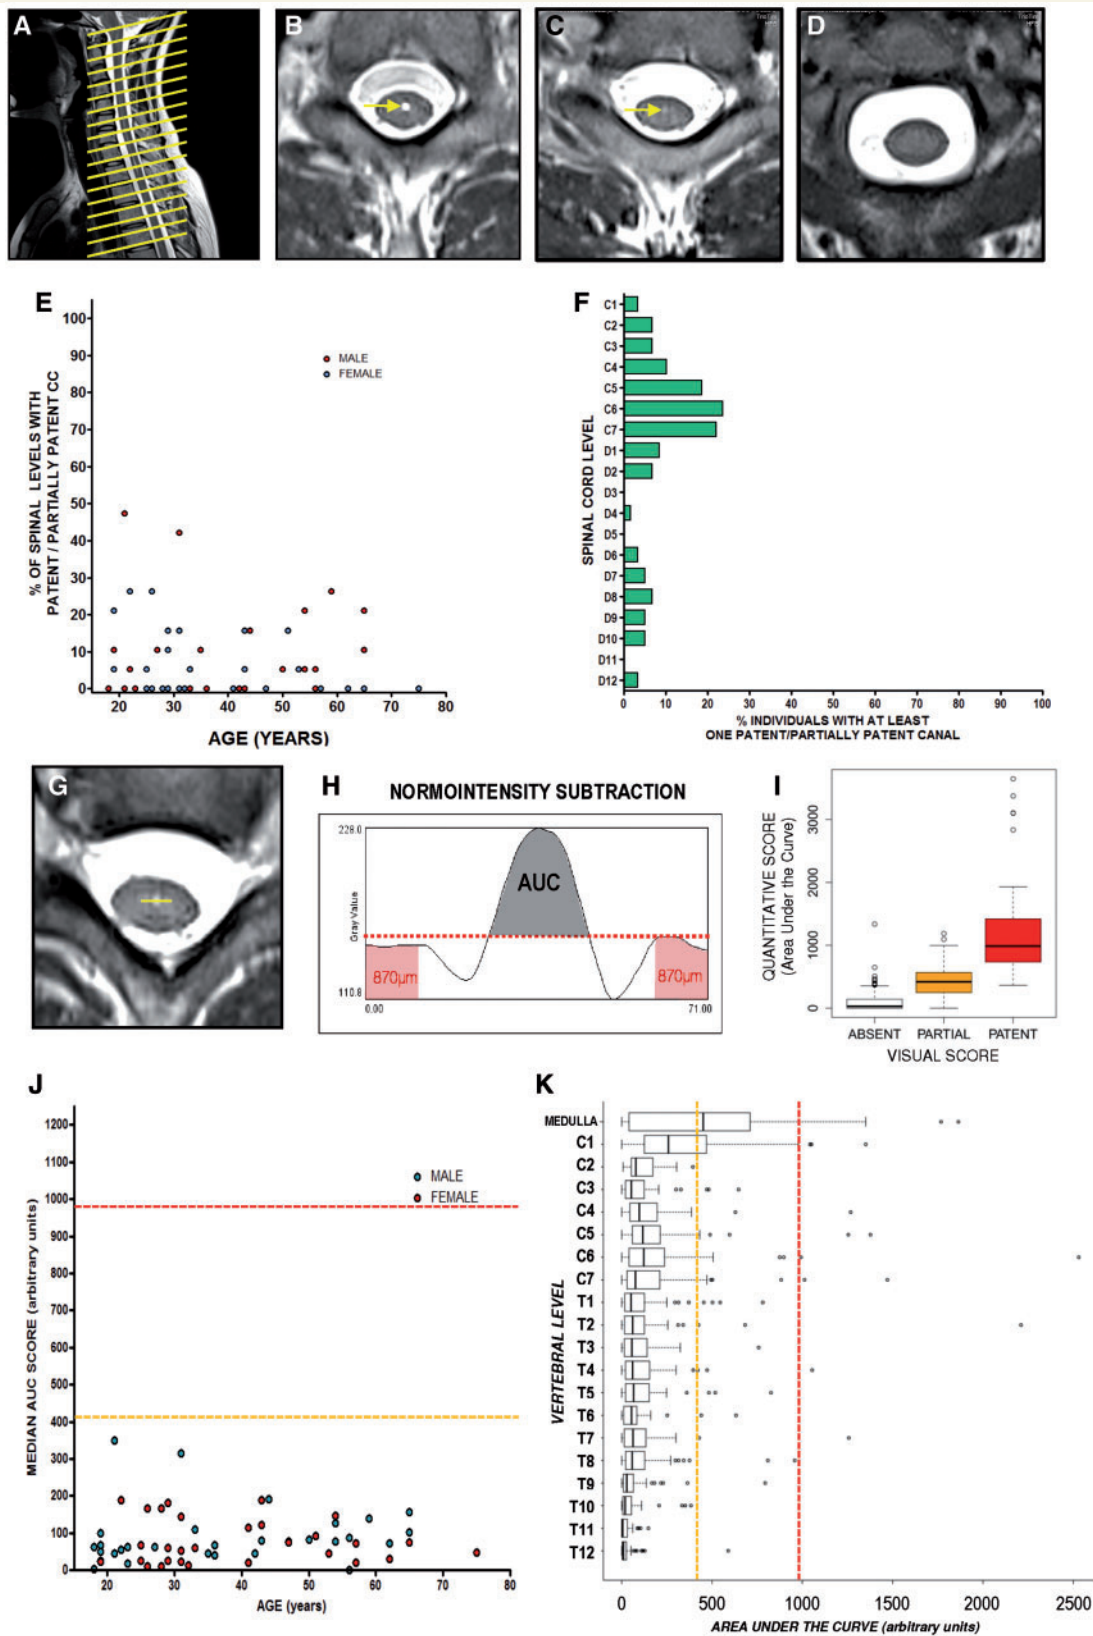 A
B
C
D
E
100
90
80
70
60
50
40
30
20
10
0
20
30
40
50
60
70
80
% OF SPINAL LEVELS WITH
PATENT / PARTIALLY PATENT CC
AGE (YEARS)
MALE
FEMALE
F
C1
C2
C3
C4
C5
C6
C7
D1
D2
D3
D4
D5
D6
D7
D8
D9
D10
D11
D12
SPINAL CORD LEVEL
0
10
20
30
40
50
60
70
80
90
100
% INDIVIDUALS WITH AT LEAST
ONE PATENT/PARTIALLY PATENT CANAL
G
H
NORMOINTENSITY SUBTRACTION
228.0
Gray Value
110.8
AUC
870µm
870µm
0.00
71.00
I
QUANTITATIVE SCORE
(Area Under the Curve)
3000
2000
1000
0
ABSENT
PARTIAL
PATENT
VISUAL SCORE
J
MEDIAN AUC SCORE (arbitrary units)
1200
1100
1000
900
800
700
600
500
400
300
200
100
0
MALE
FEMALE
20
30
40
50
60
70
80
AGE (years)
K
VERTEBRAL LEVEL
MEDULLA
C1
C2
C3
C4
C5
C6
C7
T1
T2
T3
T4
T5
T6
T7
T8
T9
T10
T11
T12
0
500
1000
1500
2000
2500
AREA UNDER THE CURVE (arbitrary units)